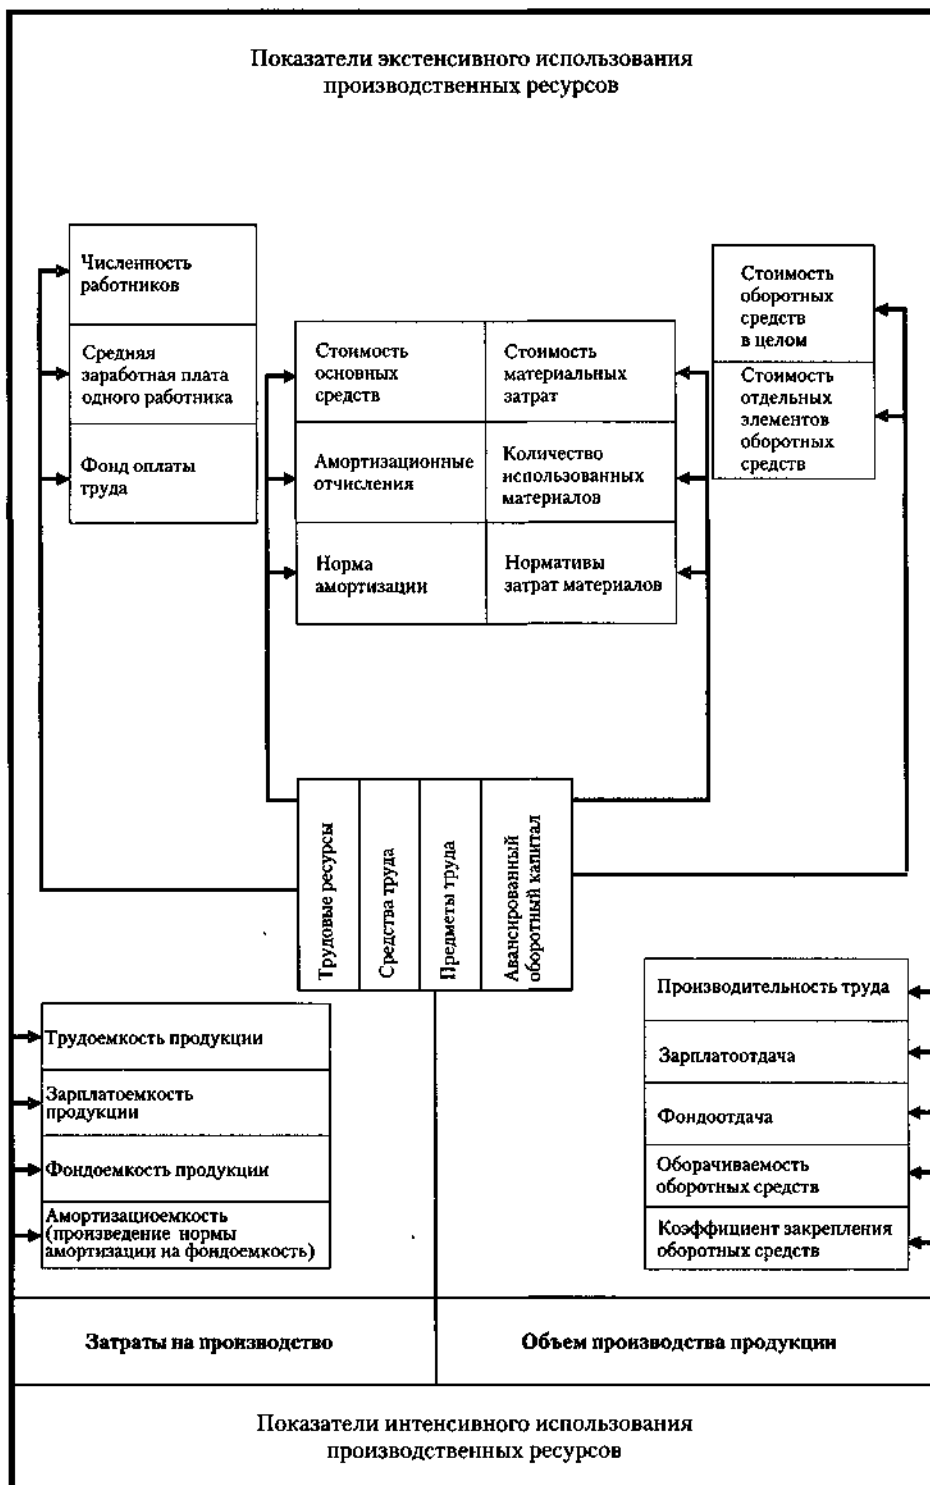 Показатели экстенсивного использования
производственных ресурсов
Численность
работников
Средняя
заработная плата
одного работника
Фонд оплаты
труда
Стоимость
основных
средств
Амортизационные
отчисления
Норма
амортизации
Стоимость
материальных
затрат
Количество
использованных
материалов
Нормативы
затрат материалов
Стоимость
оборотных
средств
в целом
Стоимость
отдельных
элементов
оборотных
средств
Трудовые ресурсы
Средства труда
Предметы труда
Авансированный
оборотный капитал
Трудоемкость продукции
Зарплатоемкость
продукции
Фондоемкость продукции
Амортизациоемкость
(произведение нормы
амортизации на фондоемкость)
Производительность труда
Зарплатоотдача
Фондоотдача
Оборачиваемость
оборотных средств
Коэффициент закрепления
оборотных средств
Затраты на производство
Объем производства продукции
Показатели интенсивного использования
производственных ресурсов